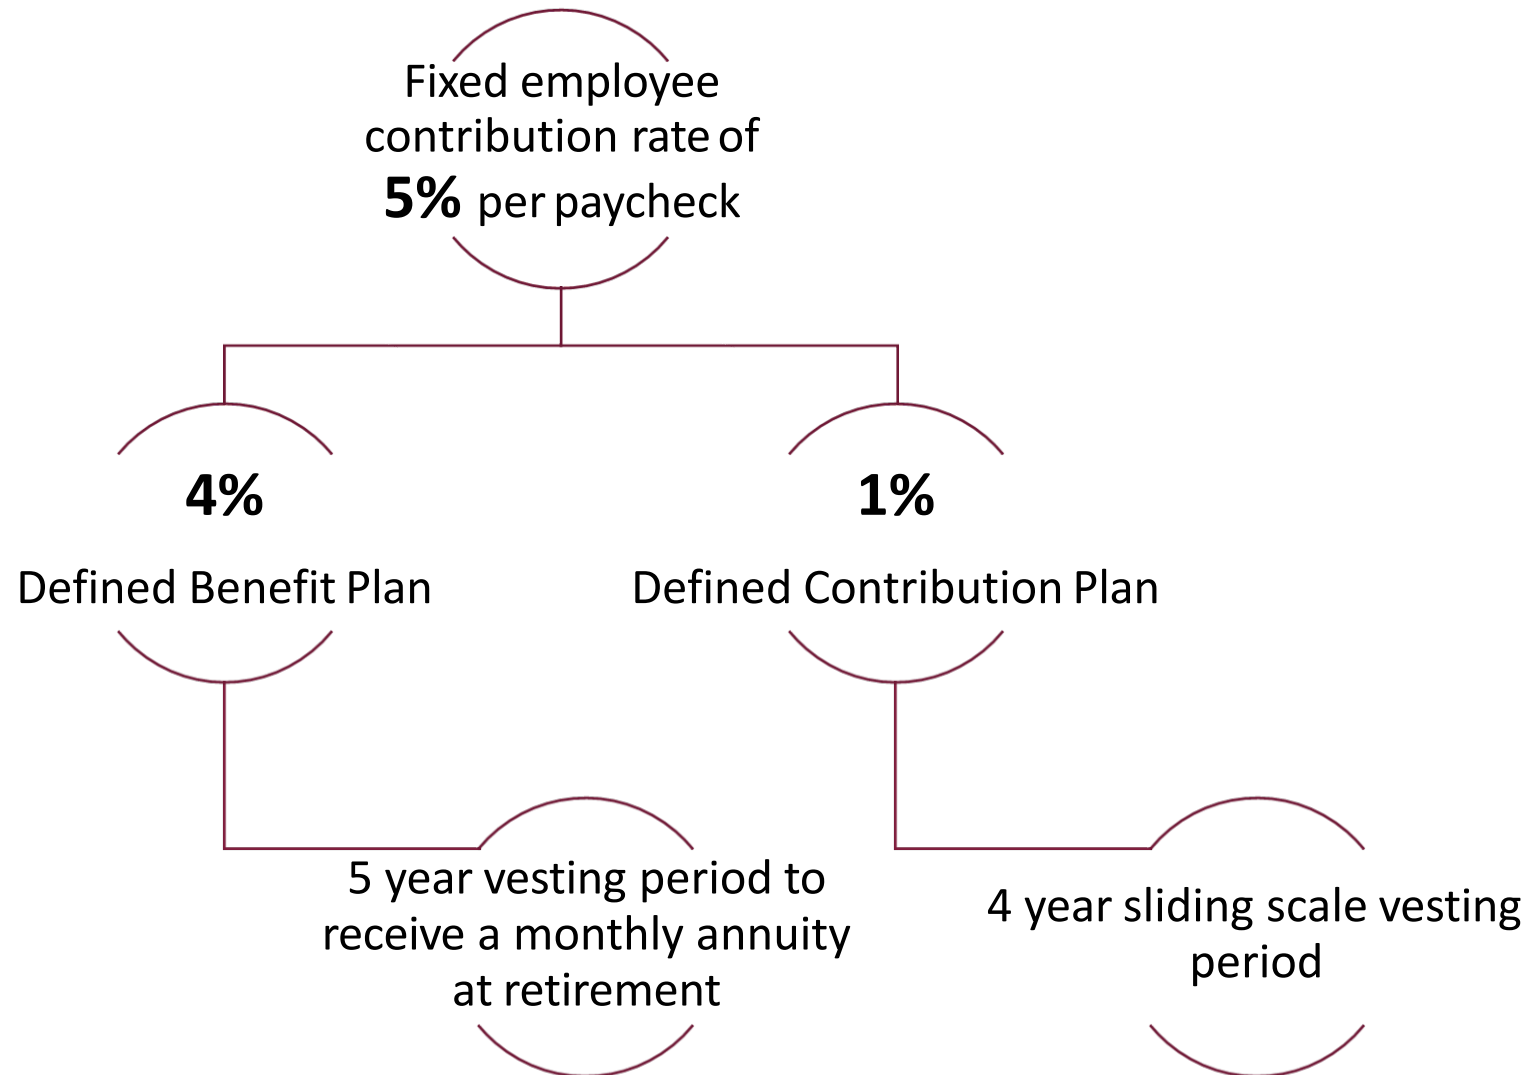 Fixed employee
contribution rate of
5% per paycheck
4%
Defined Benefit Plan
1%
Defined Contribution Plan
5 year vesting period to
receive a monthly annuity
at retirement
4 year sliding scale vesting
period